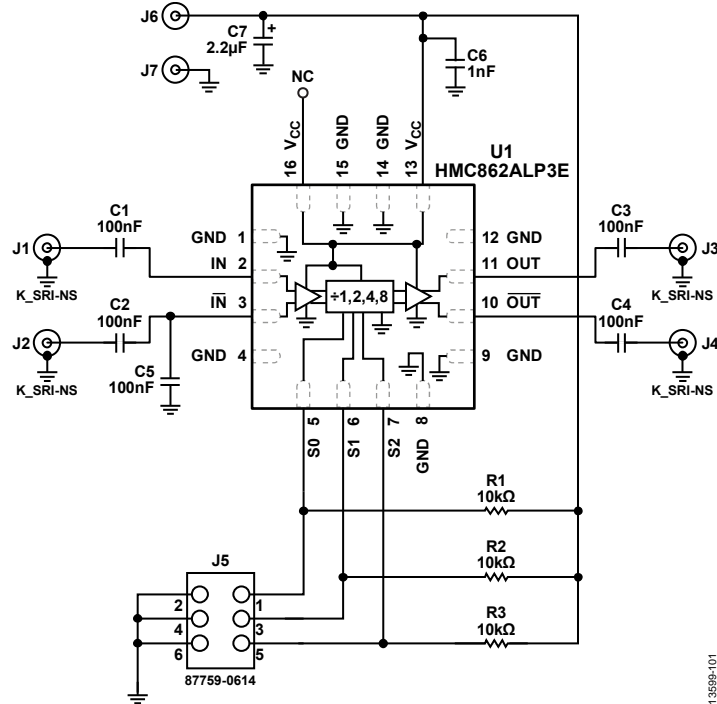 J6
C7
2.2µF
+
C6
1nF
J7
NC
16 VCC
15 GND
14 GND
13 VCC
U1
HMC862ALP3E
J1
C1
100nF
K_SRI-NS
GND 1
IN 2
12 GND
11 OUT
C3
100nF
J3
K_SRI-NS
J2
C2
100nF
K_SRI-NS
IN 3
÷1,2,4,8
10 OUT
C4
100nF
J4
K_SRI-NS
C5
100nF
GND 4
9 GND
S0 5
S1 6
S2 7
GND 8
R1
10kΩ
R2
10kΩ
R3
10kΩ
J5
2
1
4
3
6
5
87759-0614
13599-101